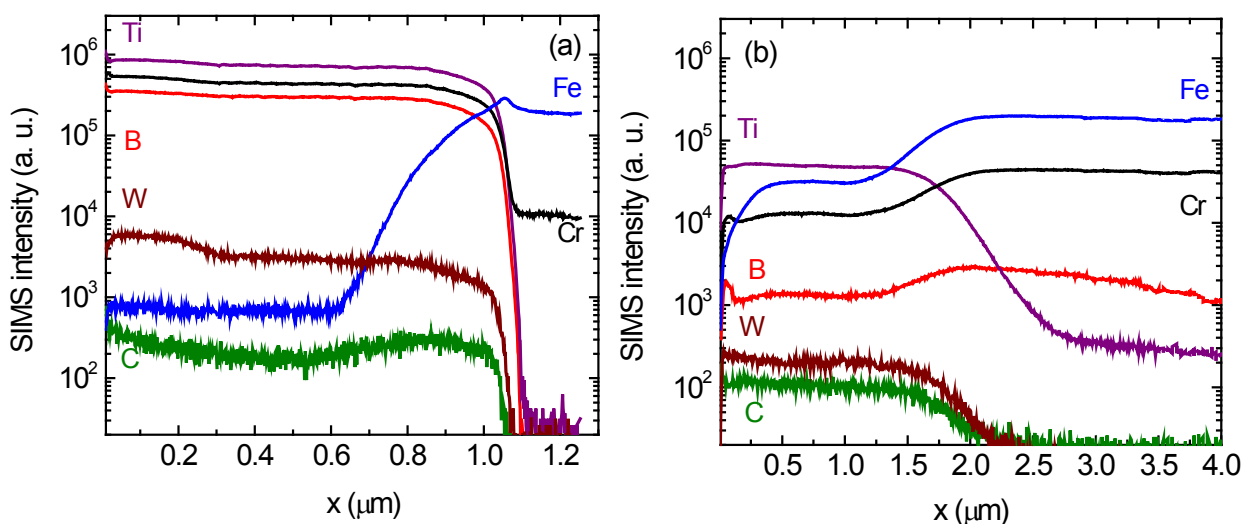 (a)
Ti
Fe
B
W
Cr
C
10^6
10^5
10^4
10^3
10^2
SIMS intensity (a. u.)
0.2 0.4 0.6 0.8 1.0 1.2
x (μm)
(b)
Fe
Ti
Cr
B
W
C
10^6
10^5
10^4
10^3
10^2
SIMS intensity (a. u.)
0.5 1.0 1.5 2.0 2.5 3.0 3.5 4.0
x (μm)